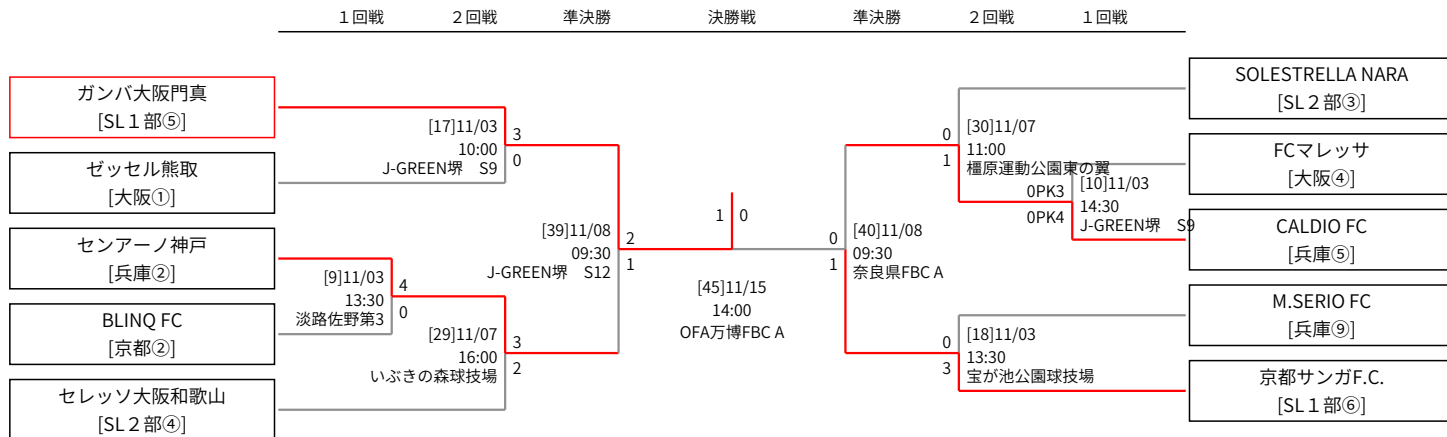 １回戦
２回戦
準決勝
決勝戦
準決勝
２回戦
１回戦
ガンバ大阪門真
[SL１部⑤]
ゼッセル熊取
[大阪①]
センアーノ神戸
[兵庫②]
BLINQ FC
[京都②]
セレッソ大阪和歌山
[SL２部④]
[17]11/03
10:00
J-GREEN堺　S9
3
0
[9]11/03
13:30
淡路佐野第3
4
0
[29]11/07
16:00
いぶきの森球技場
3
2
[39]11/08
09:30
J-GREEN堺　S12
2
1
1
0
[45]11/15
14:00
OFA万博FBC A
0
1
[40]11/08
09:30
奈良県FBC A
0
1
[30]11/07
11:00
橿原運動公園東の翼
0PK3
0PK4
[10]11/03
14:30
J-GREEN堺　S9
0
3
[18]11/03
13:30
宝が池公園球技場
SOLESTRELLA NARA
[SL２部③]
FCマレッサ
[大阪④]
CALDIO FC
[兵庫⑤]
M.SERIO FC
[兵庫⑨]
京都サンガF.C.
[SL１部⑥]